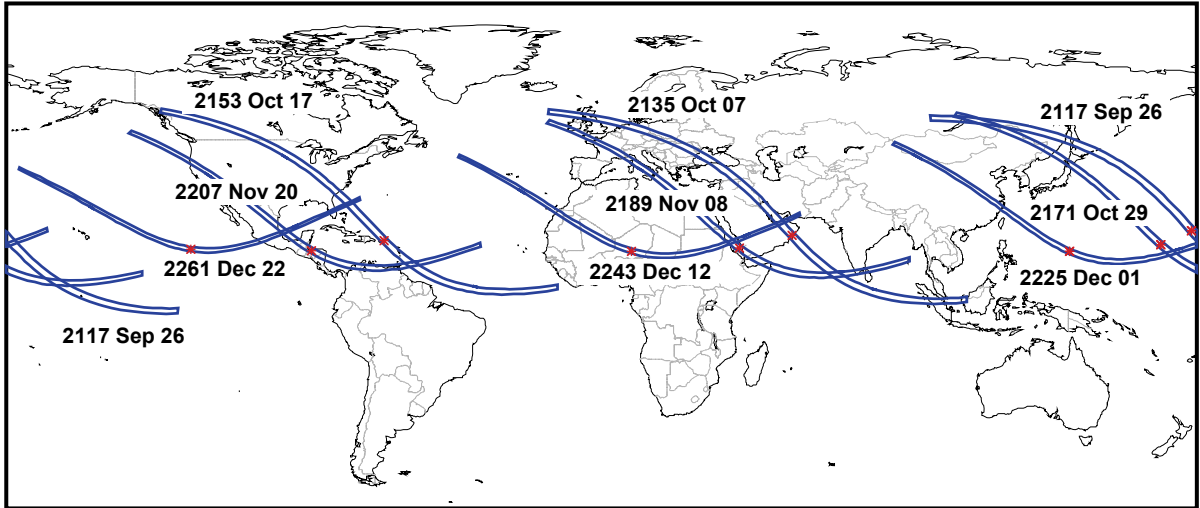 2153 Oct 17
2135 Oct 07
2117 Sep 26
2207 Nov 20
2189 Nov 08
2171 Oct 29
2261 Dec 22
2243 Dec 12
2225 Dec 01
2117 Sep 26